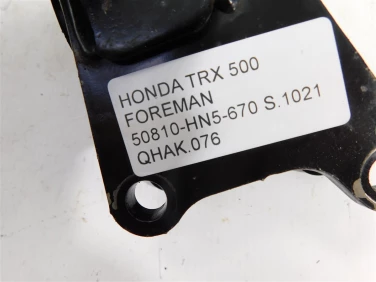 HONDA TRX 500
FOREMAN
50810-HN5-670 S.1021
QHAK.076